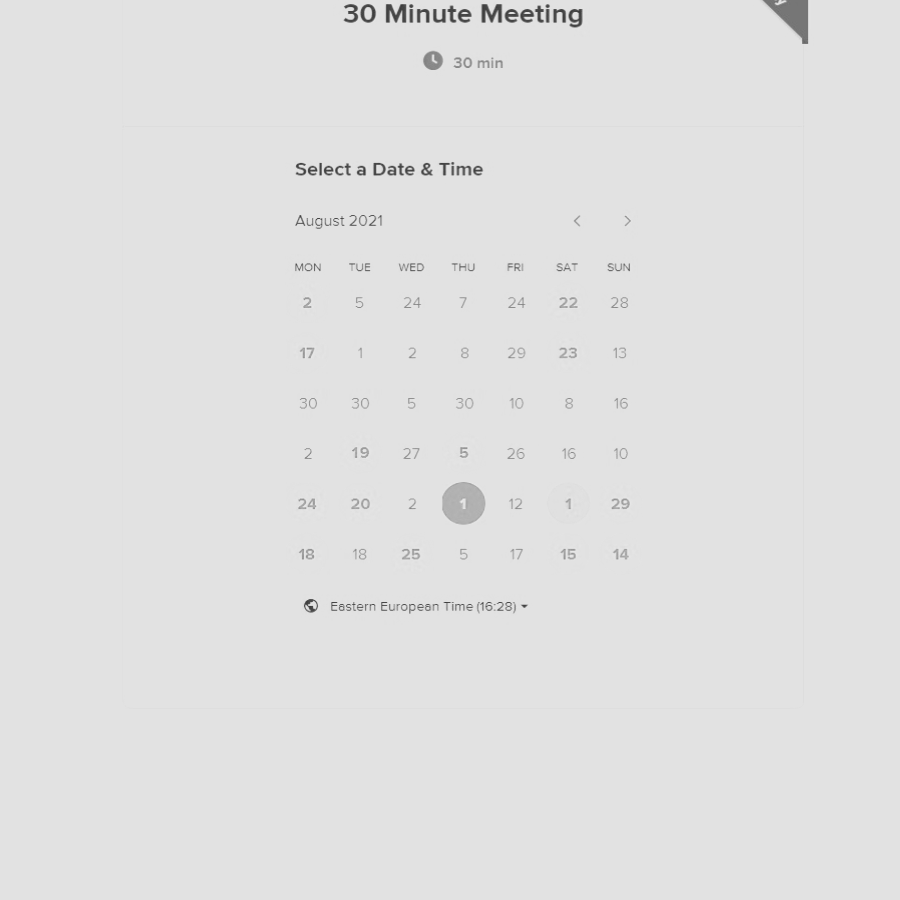 30 Minute Meeting
30 min
Select a Date & Time
August 2021
MON TUE WED THU FRI SAT SUN
2 5 24 7 24 22 28
17 1 2 8 29 23 13
30 30 5 30 10 8 16
2 19 27 5 26 16 10
24 20 2 1 12 1 29
18 18 25 5 17 15 14
Eastern European Time (16:28)